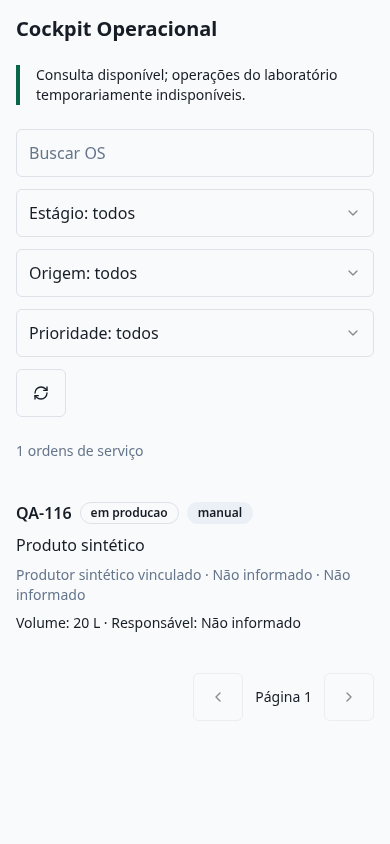 Cockpit Operacional
Consulta disponível; operações do laboratório
temporariamente indisponíveis.
Buscar OS
Estágio: todos
Origem: todos
Prioridade: todos
1 ordens de serviço
QA-116 em producao manual
Produto sintético
Produtor sintético vinculado · Não informado · Não
informado
Volume: 20 L · Responsável: Não informado
Página 1